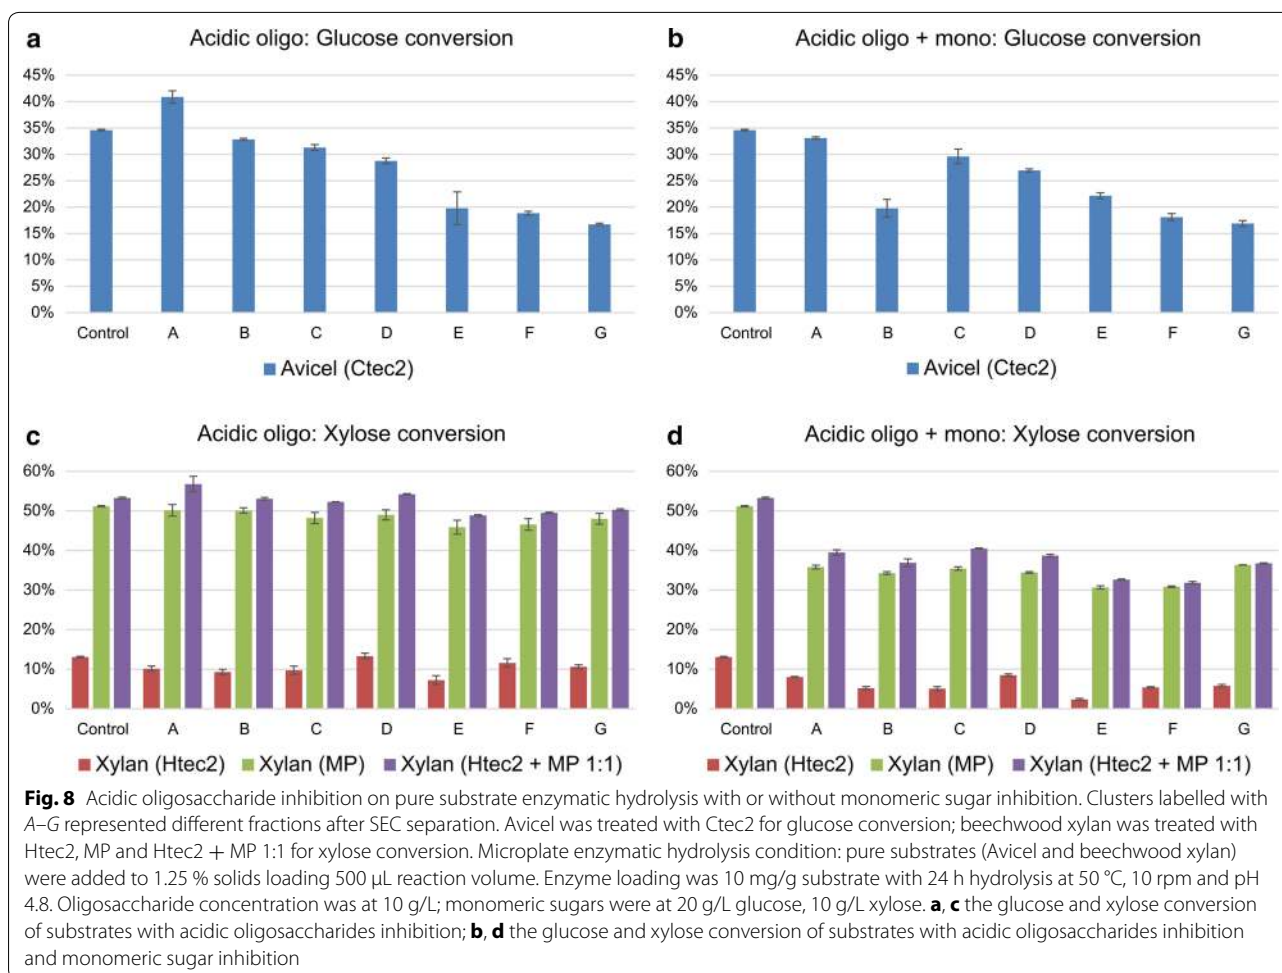 a Acidic oligo: Glucose conversion
45%
40%
35%
30%
25%
20%
15%
10%
5%
0%
Control A B C D E F G
Avicel (Ctec2)
b Acidic oligo + mono: Glucose conversion
45%
40%
35%
30%
25%
20%
15%
10%
5%
0%
Control A B C D E F G
Avicel (Ctec2)
c Acidic oligo: Xylose conversion
60%
50%
40%
30%
20%
10%
0%
Control A B C D E F G
Xylan (Htec2) Xylan (MP) Xylan (Htec2 + MP 1:1)
d Acidic oligo + mono: Xylose conversion
60%
50%
40%
30%
20%
10%
0%
Control A B C D E F G
Xylan (Htec2) Xylan (MP) Xylan (Htec2 + MP 1:1)
Fig. 8 Acidic oligosaccharide inhibition on pure substrate enzymatic hydrolysis with or without monomeric sugar inhibition. Clusters labelled with
A–G represented different fractions after SEC separation. Avicel was treated with Ctec2 for glucose conversion; beechwood xylan was treated with
Htec2, MP and Htec2 + MP 1:1 for xylose conversion. Microplate enzymatic hydrolysis condition: pure substrates (Avicel and beechwood xylan)
were added to 1.25 % solids loading 500 µL reaction volume. Enzyme loading was 10 mg/g substrate with 24 h hydrolysis at 50 °C, 10 rpm and pH
4.8. Oligosaccharide concentration was at 10 g/L; monomeric sugars were at 20 g/L glucose, 10 g/L xylose. a, c the glucose and xylose conversion
of substrates with acidic oligosaccharides inhibition; b, d the glucose and xylose conversion of substrates with acidic oligosaccharides inhibition
and monomeric sugar inhibition